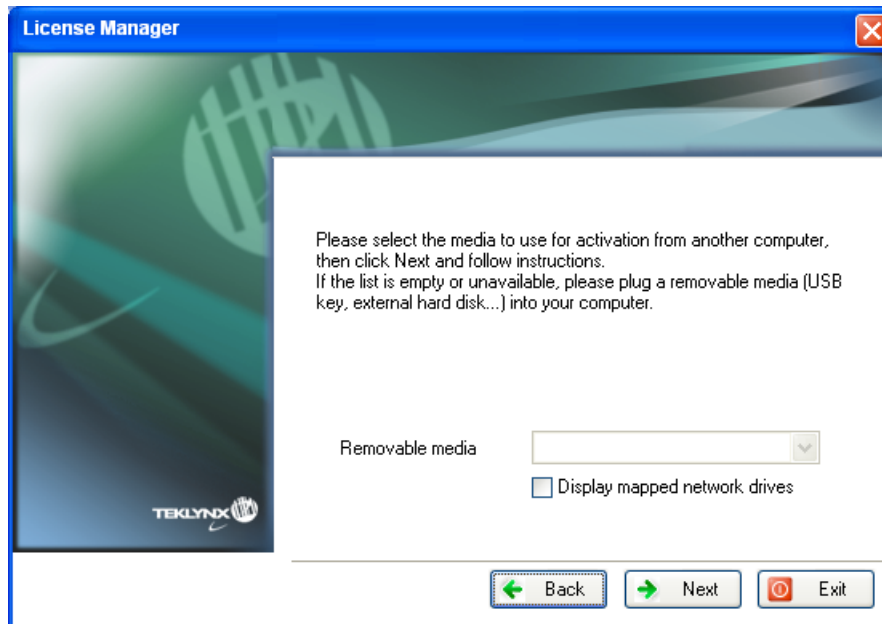 License Manager
Please select the media to use for activation from another computer,
then click Next and follow instructions.
If the list is empty or unavailable, please plug a removable media (USB
key, external hard disk...) into your computer.
Removable media
Display mapped network drives
TEKLYNX
Back Next Exit